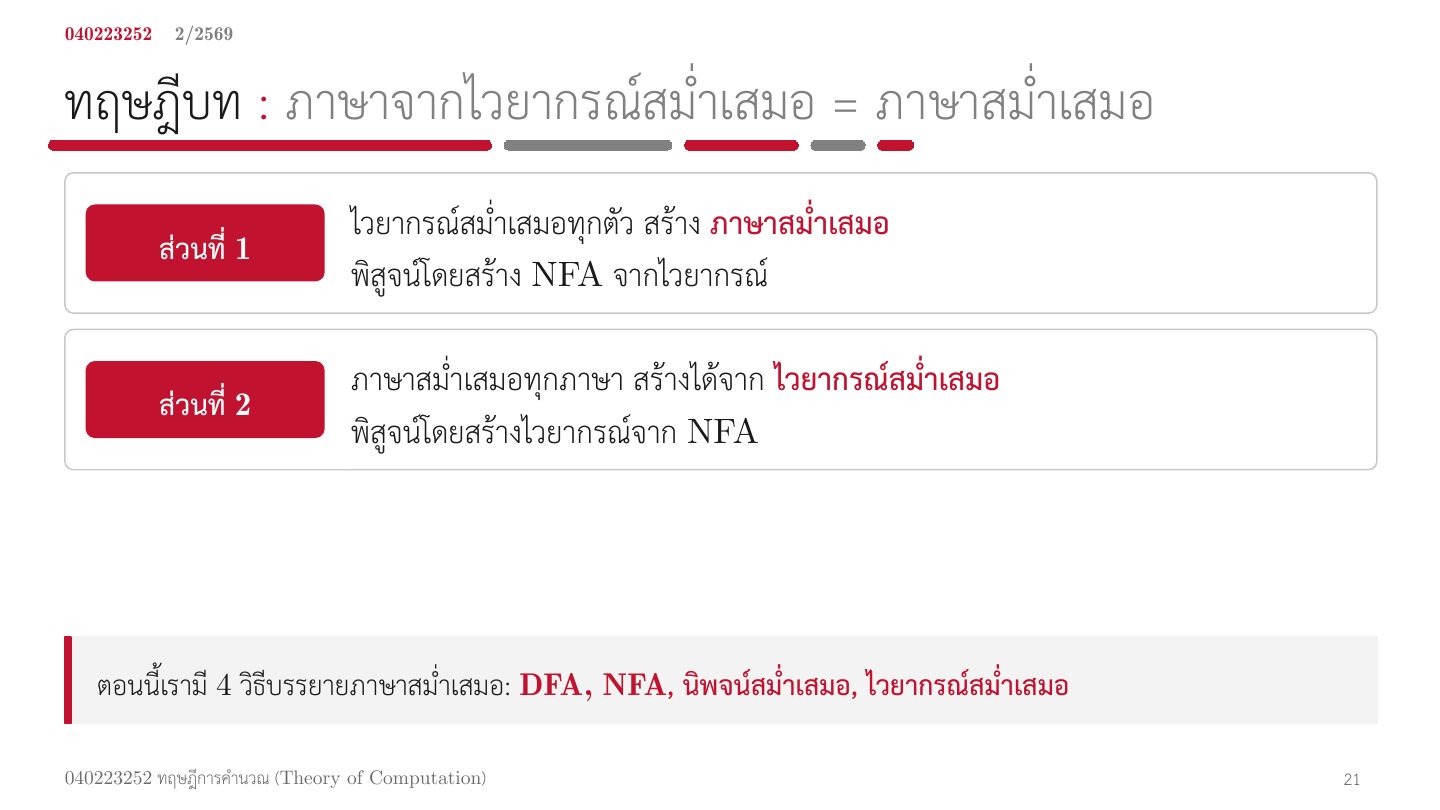 040223252 2/2569
ทฤษฎีบท : ภาษาจากไวยากรณ์สม่ำเสมอ = ภาษาสม่ำเสมอ
ส่วนที่ 1
ไวยากรณ์สม่ำเสมอทุกตัว สร้าง ภาษาสม่ำเสมอ
พิสูจน์โดยสร้าง NFA จากไวยากรณ์
ส่วนที่ 2
ภาษาสม่ำเสมอทุกภาษา สร้างได้จาก ไวยากรณ์สม่ำเสมอ
พิสูจน์โดยสร้างไวยากรณ์จาก NFA
ตอนนี้เรามี 4 วิธีบรรยายภาษาสม่ำเสมอ: DFA, NFA, นิพจน์สม่ำเสมอ, ไวยากรณ์สม่ำเสมอ
040223252 ทฤษฎีการคำนวณ (Theory of Computation)
21